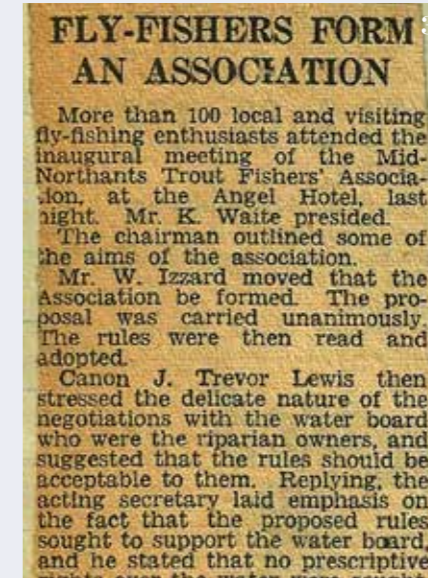 FLY-FISHERS FORM
AN ASSOCIATION
More than 100 local and visiting
fly-fishing enthusiasts attended the
inaugural meeting of the Mid-
Northants Trout Fishers' Associa-
tion, at the Angel Hotel, last
night. Mr. K. Waite presided.
The chairman outlined some of
the aims of the association.
Mr. W. Izzard moved that the
Association be formed. The pro-
posal was carried unanimously.
The rules were then read and
adopted.
Canon J. Trevor Lewis then
stressed the delicate nature of the
negotiations with the water board
who were the riparian owners, and
suggested that the rules should be
acceptable to them. Replying, the
acting secretary laid emphasis on
the fact that the proposed rules
sought to support the water board,
and he stated that no prescriptive